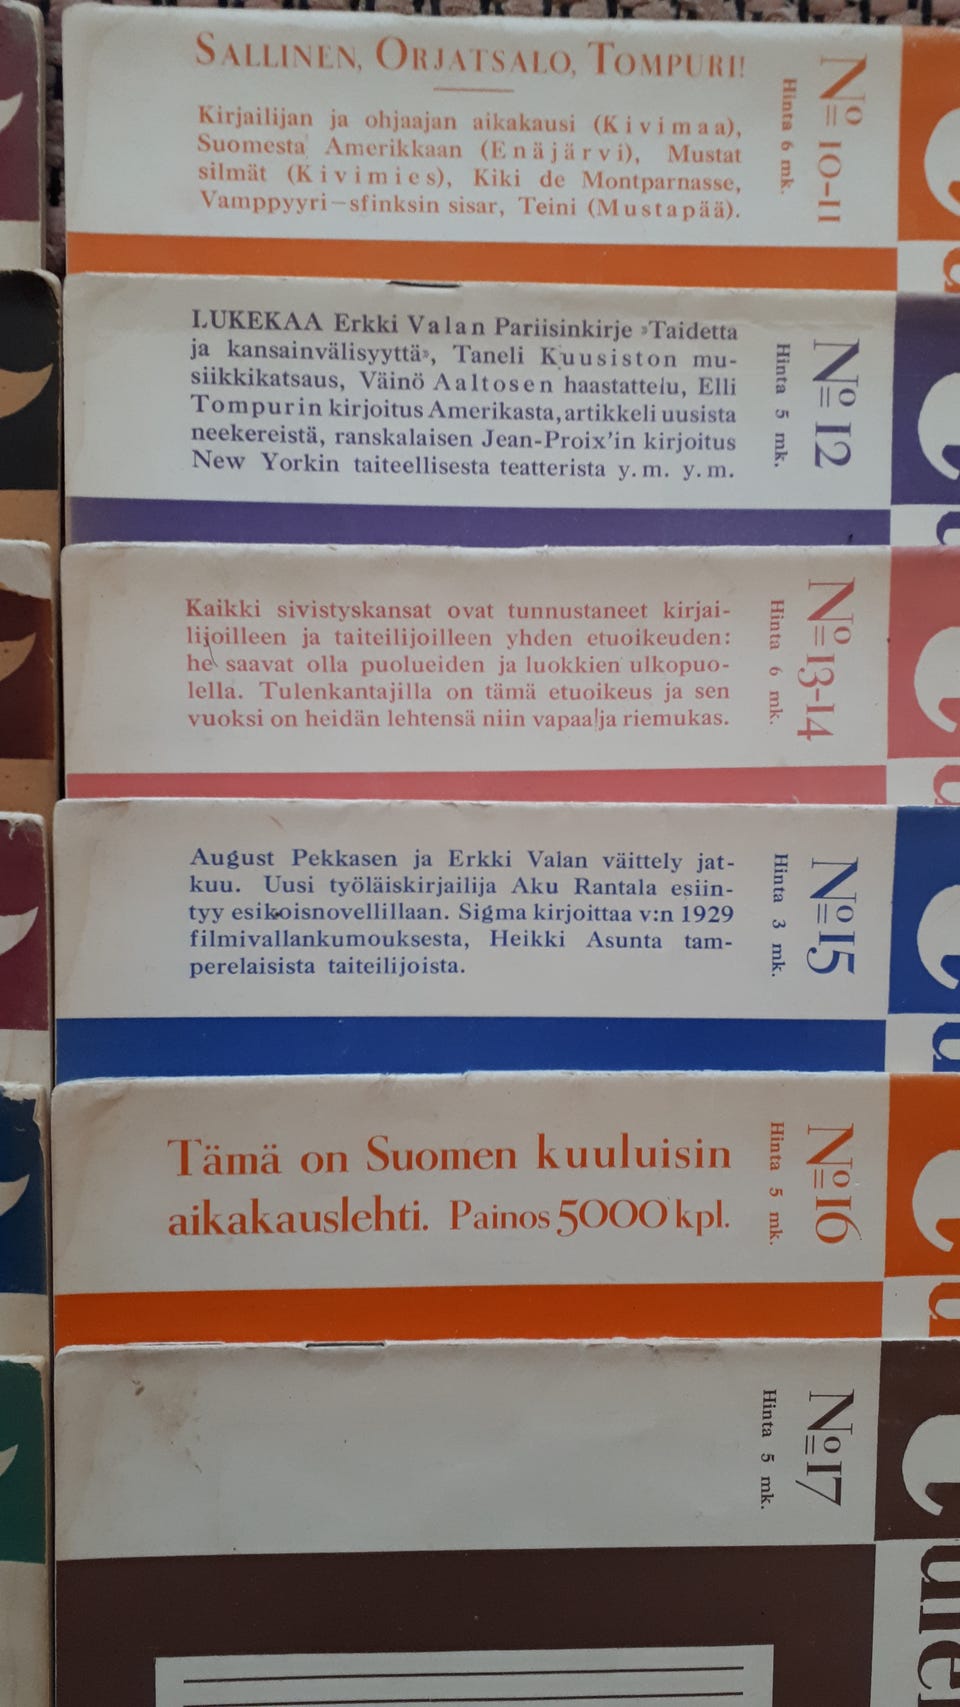 SALLINEN, ORJATSALO, TOMPURI!
Kirjailijan ja ohjaajan aikakausi (Kivimaa),
Suomesta Amerikkaan (Enäjärvi), Mustat
silmät (Kivimies), Kiki de Montparnasse,
Vamppyyri—sfinksin sisar, Teini (Mustapää).
No 10-11
Hinta 6 mk.
LUKEKAA Erkki Valan Pariisinkirje »Taidetta
ja kansainvälisyyttä», Taneli Kuusiston mu-
siikkikatsaus, Väinö Aaltosen haastattelu, Elli
Tompurin kirjoitus Amerikasta, artikkeli uusista
neekereistä, ranskalaisen Jean-Proix'in kirjoitus
New Yorkin taiteellisesta teatterista y. m. y. m.
No 12
Hinta 5 mk.
Kaikki sivistyskansat ovat tunnustaneet kirjai-
lijoilleen ja taiteilijoilleen yhden etuoikeuden:
he saavat olla puolueiden ja luokkien ulkopuo-
lella. Tulenkantajilla on tämä etuoikeus ja sen
vuoksi on heidän lehtensä niin vapaa ja riemukas.
No 13-14
Hinta 6 mk.
August Pekkasen ja Erkki Valan väittely jat-
kuu. Uusi työläiskirjailija Aku Rantala esiin-
tyy esikoisnovellillaan. Sigma kirjoittaa v:n 1929
filmivallankumouksesta, Heikki Asunta tam-
perelaisista taiteilijoista.
No 15
Hinta 3 mk.
Tämä on Suomen kuuluisin
aikakauslehti. Painos 5000 kpl.
No 16
Hinta 5 mk.
No 17
Hinta 5 mk.